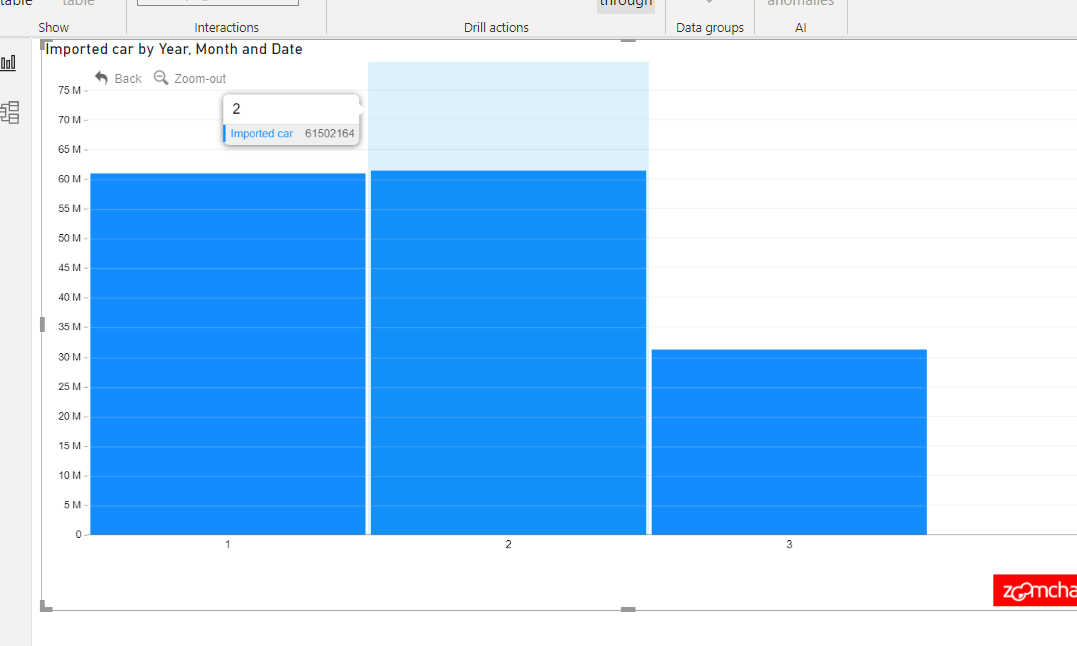 table table through anomalies
Show Interactions Drill actions Data groups AI
Imported car by Year, Month and Date
Back Zoom-out
75 M
2
70 M
Imported car 61502164
65 M
60 M
55 M
50 M
45 M
40 M
35 M
30 M
25 M
20 M
15 M
10 M
5 M
0
1 2 3
zoomcha